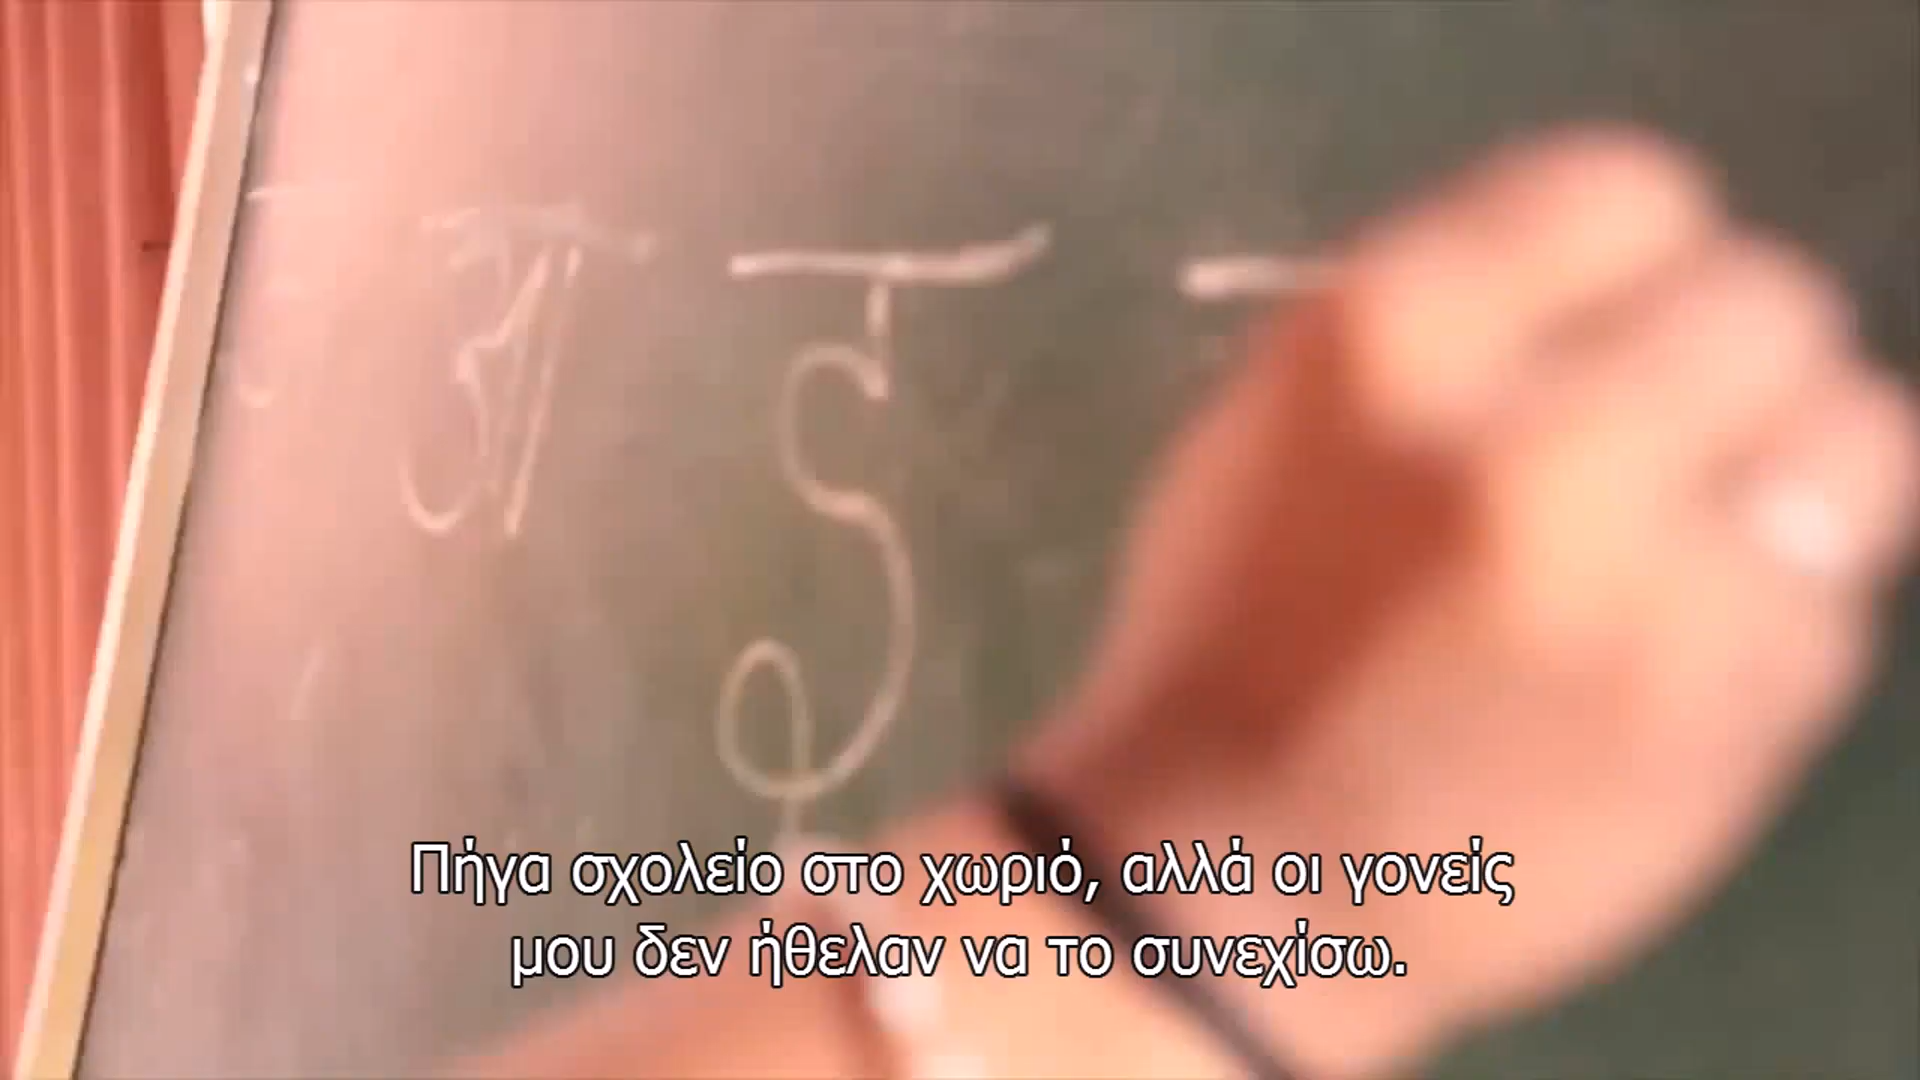 अ इ
Πήγα σχολείο στο χωριό, αλλά οι γονείς
μου δεν ήθελαν να το συνεχίσω.